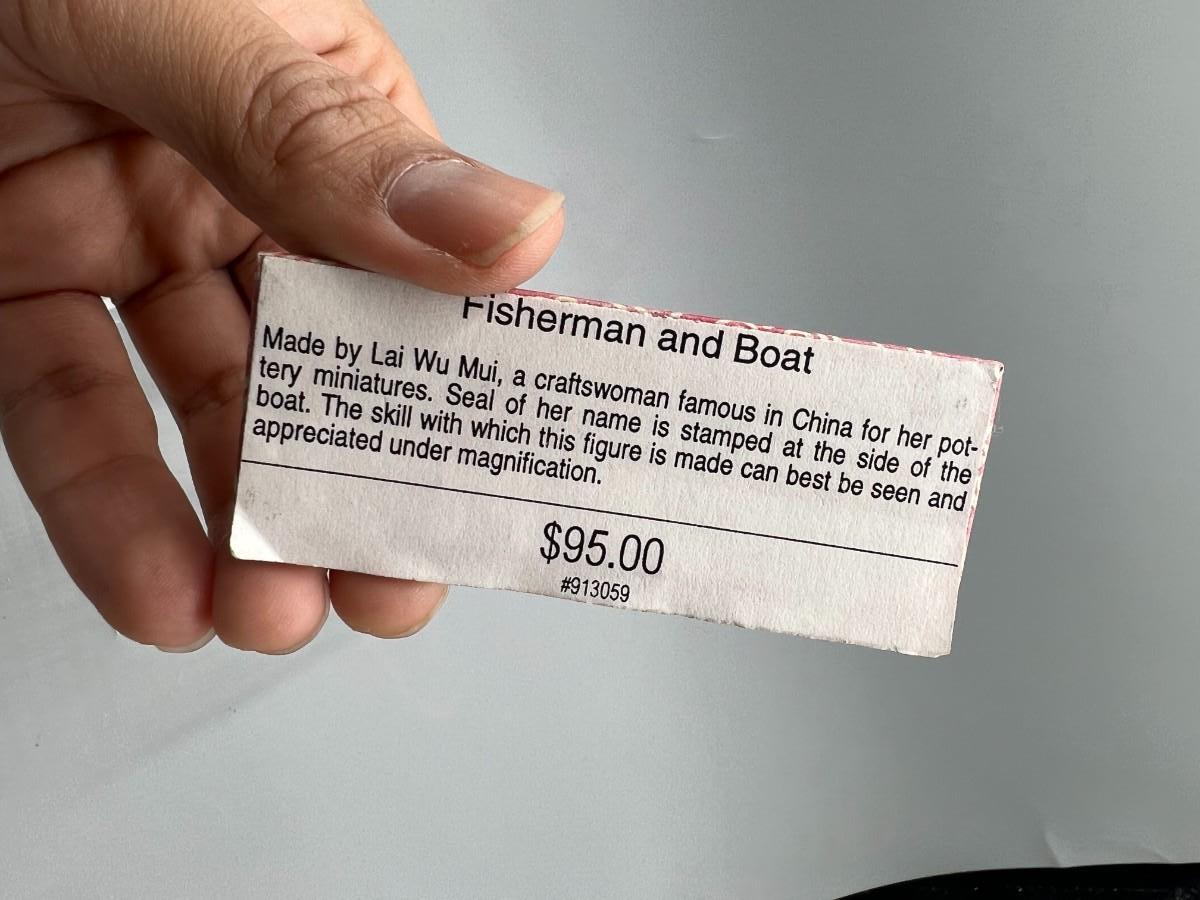 Fisherman and Boat
Made by Lai Wu Mui, a craftswoman famous in China for her pot-
tery miniatures. Seal of her name is stamped at the side of the
boat. The skill with which this figure is made can best be seen and
appreciated under magnification.
$95.00
#913059